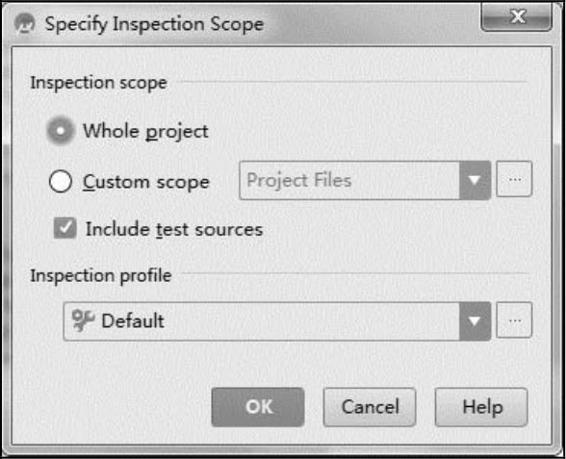 Specify Inspection Scope
Inspection scope
Whole project
Custom scope Project Files ...
Include test sources
Inspection profile
Default ...
OK Cancel Help